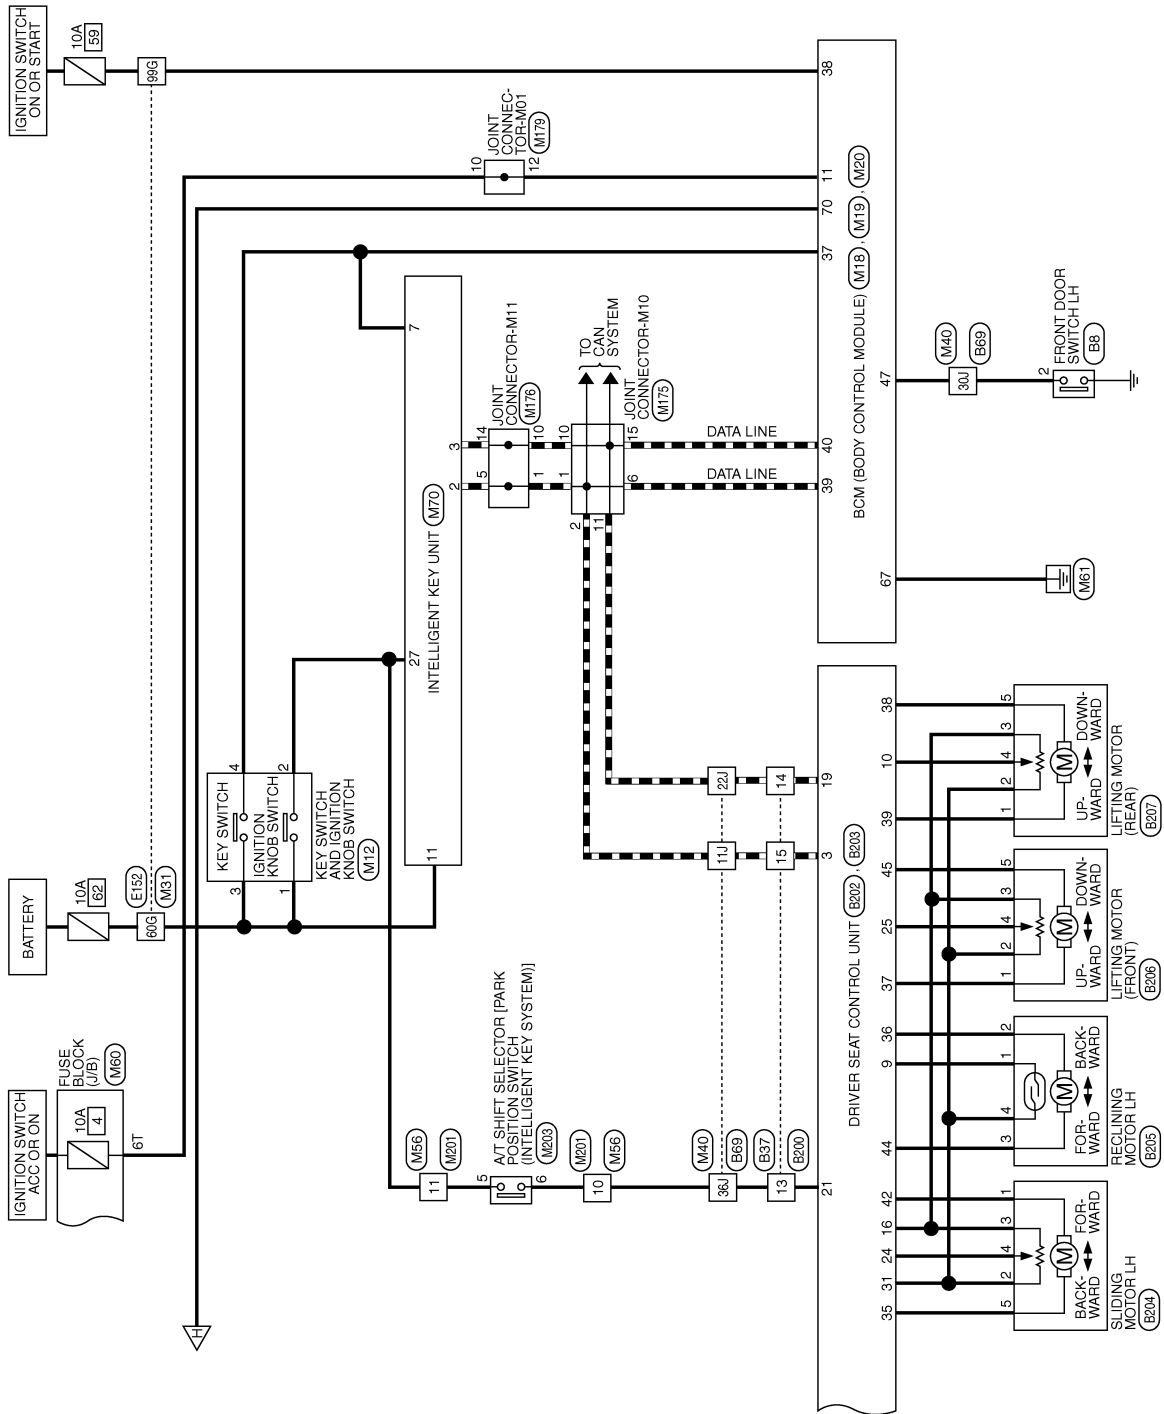 IGNITION SWITCH
ACC OR ON
10A
4
FUSE
BLOCK
(J/B)
M60
6T
BATTERY
10A
62
60G
E152
M31
IGNITION SWITCH
ON OR START
10A
59
99G
H
3
4
KEY SWITCH
IGNITION
KNOB SWITCH
1
2
KEY SWITCH
AND IGNITION
KNOB SWITCH
M12
10
JOINT
CONNEC-
TOR-M01
M179
12
11
27
7
INTELLIGENT KEY UNIT
M70
2
3
5
14
JOINT
CONNECTOR-M11
M176
1
10
1
10
TO
CAN
SYSTEM
2
11
6
15
JOINT
CONNECTOR-M10
M175
DATA LINE
DATA LINE
M56
M201
11
5
A/T SHIFT SELECTOR [PARK
POSITION SWITCH
(INTELLIGENT KEY SYSTEM)]
M203
6
M201
M56
10
M40
B69
36J
11J
22J
B37
B200
13
15
14
21
3
19
DRIVER SEAT CONTROL UNIT
B202
,
B203
67
39
40
47
37
70
11
38
BCM (BODY CONTROL MODULE)
M18
,
M19
,
M20
M61
M40
B69
30J
2
FRONT DOOR
SWITCH LH
B8
35
31
24
16
42
44
9
36
37
25
45
39
10
38
5
2
4
3
1
M
BACK-
WARD
FOR-
WARD
SLIDING
MOTOR LH
B204
3
4
1
2
M
FOR-
WARD
BACK-
WARD
RECLINING
MOTOR LH
B205
1
2
4
3
5
M
UP-
WARD
DOWN-
WARD
LIFTING MOTOR
(FRONT)
B206
1
2
4
3
5
M
UP-
WARD
DOWN-
WARD
LIFTING MOTOR
(REAR)
B207